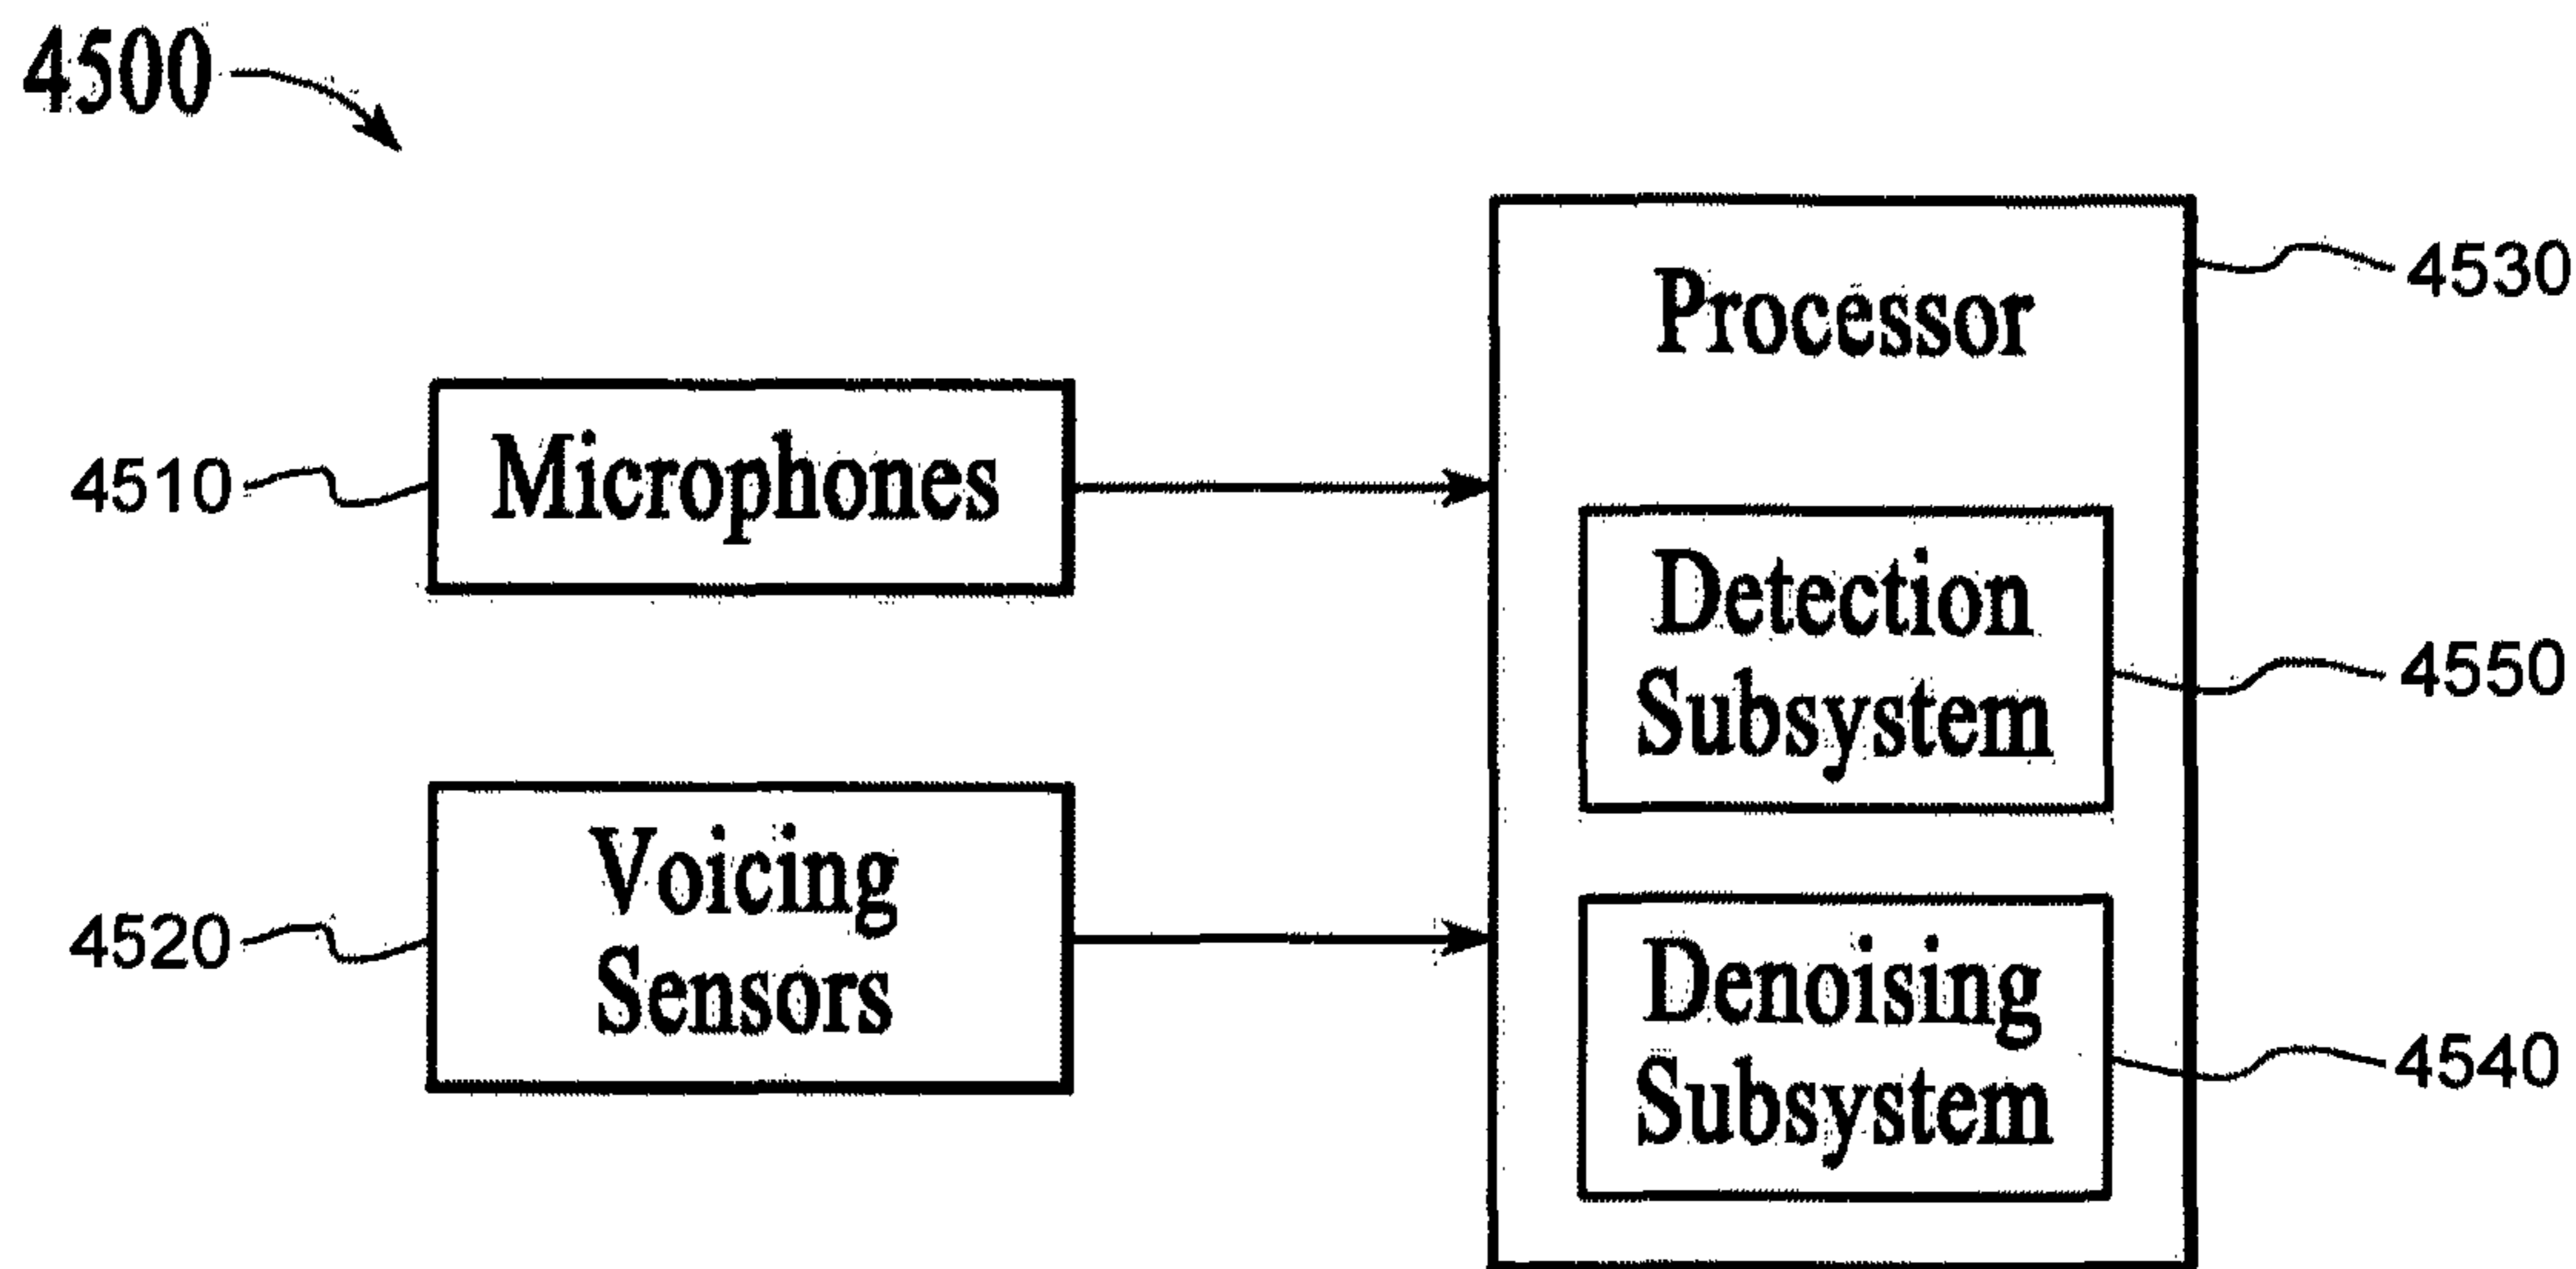 4500
Processor
4530
4510
Microphones
Detection
Subsystem
4550
4520
Voicing
Sensors
Denoising
Subsystem
4540